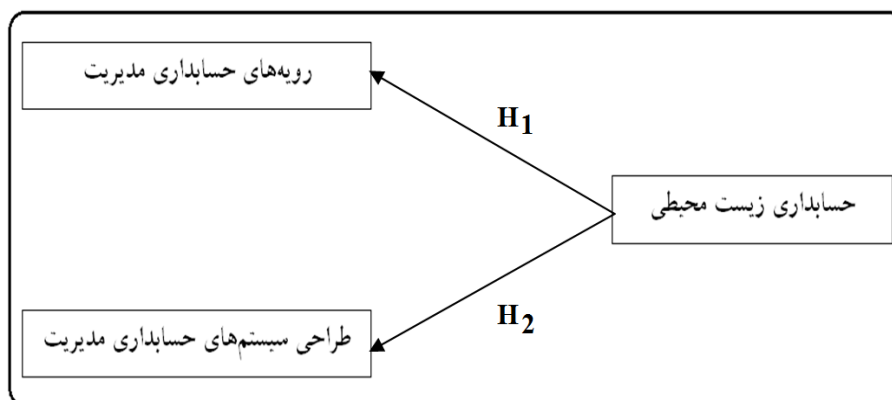 رویه‌های حسابداری مدیریت
H1
حسابداری زیست محیطی
H2
طراحی سیستم‌های حسابداری مدیریت